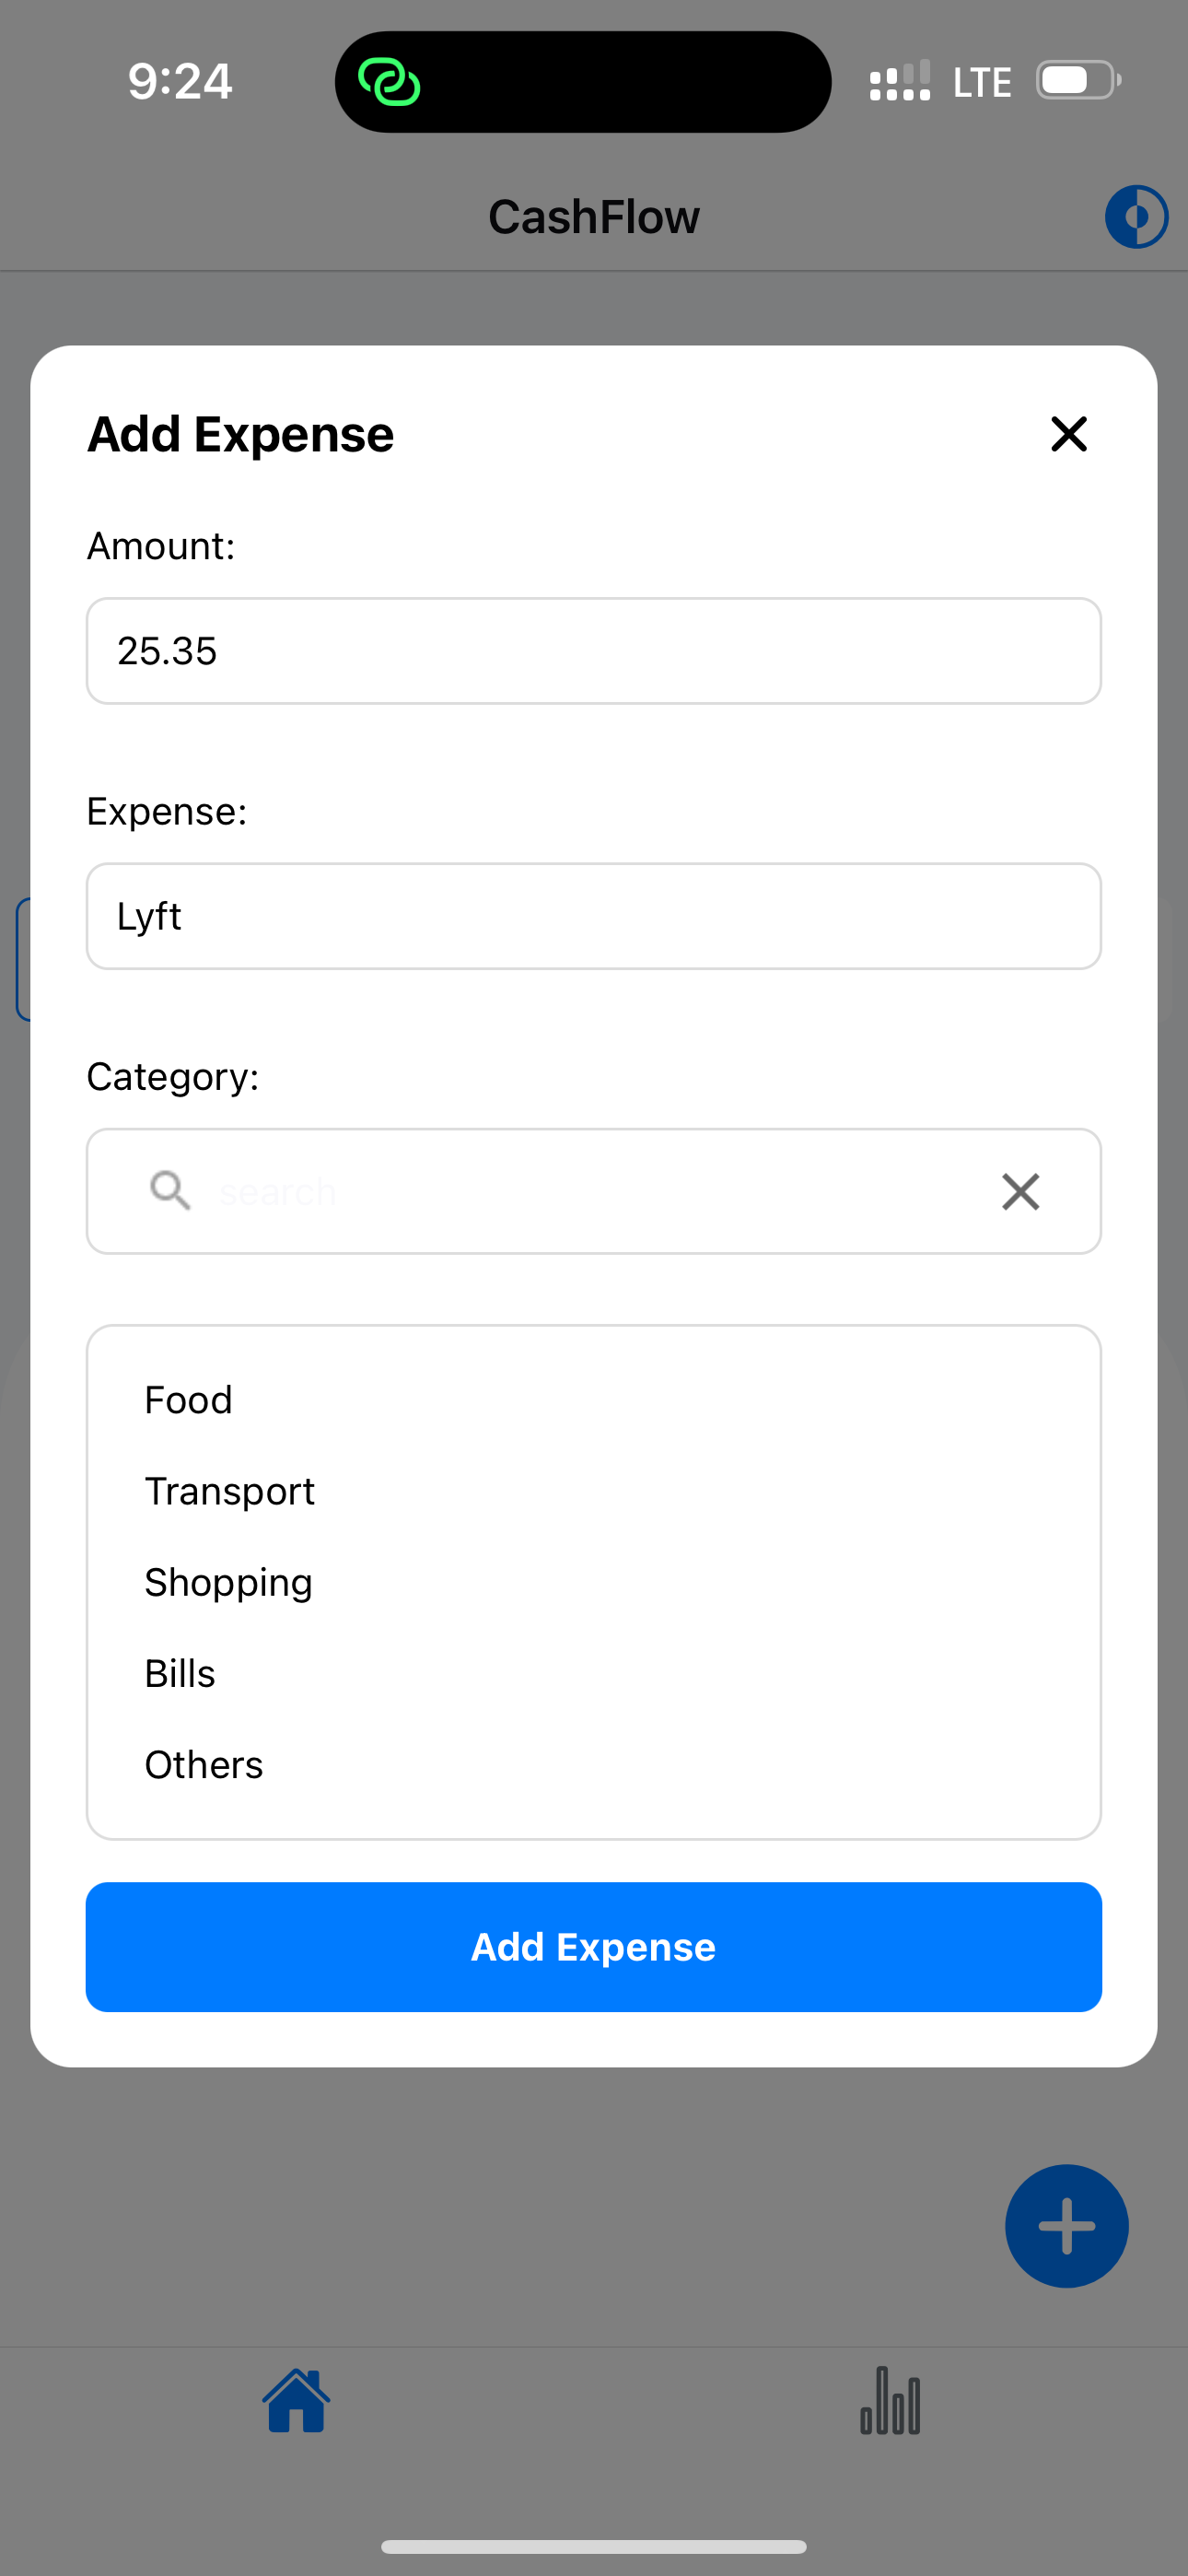 9:24
LTE
CashFlow
Add Expense
Amount:
25.35
Expense:
Lyft
Category:
search
Food
Transport
Shopping
Bills
Others
Add Expense